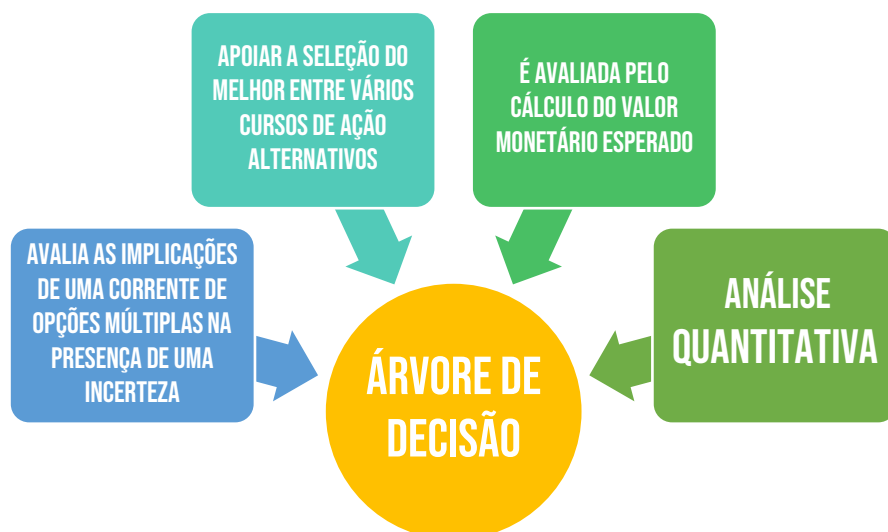 APOIAR A SELEÇÃO DO
MELHOR ENTRE VÁRIOS
CURSOS DE AÇÃO
ALTERNATIVOS
É AVALIADA PELO
CÁLCULO DO VALOR
MONETÁRIO ESPERADO
AVALIA AS IMPLICAÇÕES
DE UMA CORRENTE DE
OPÇÕES MÚLTIPLAS NA
PRESENÇA DE UMA
INCERTEZA
ANÁLISE
QUANTITATIVA
ÁRVORE DE
DECISÃO